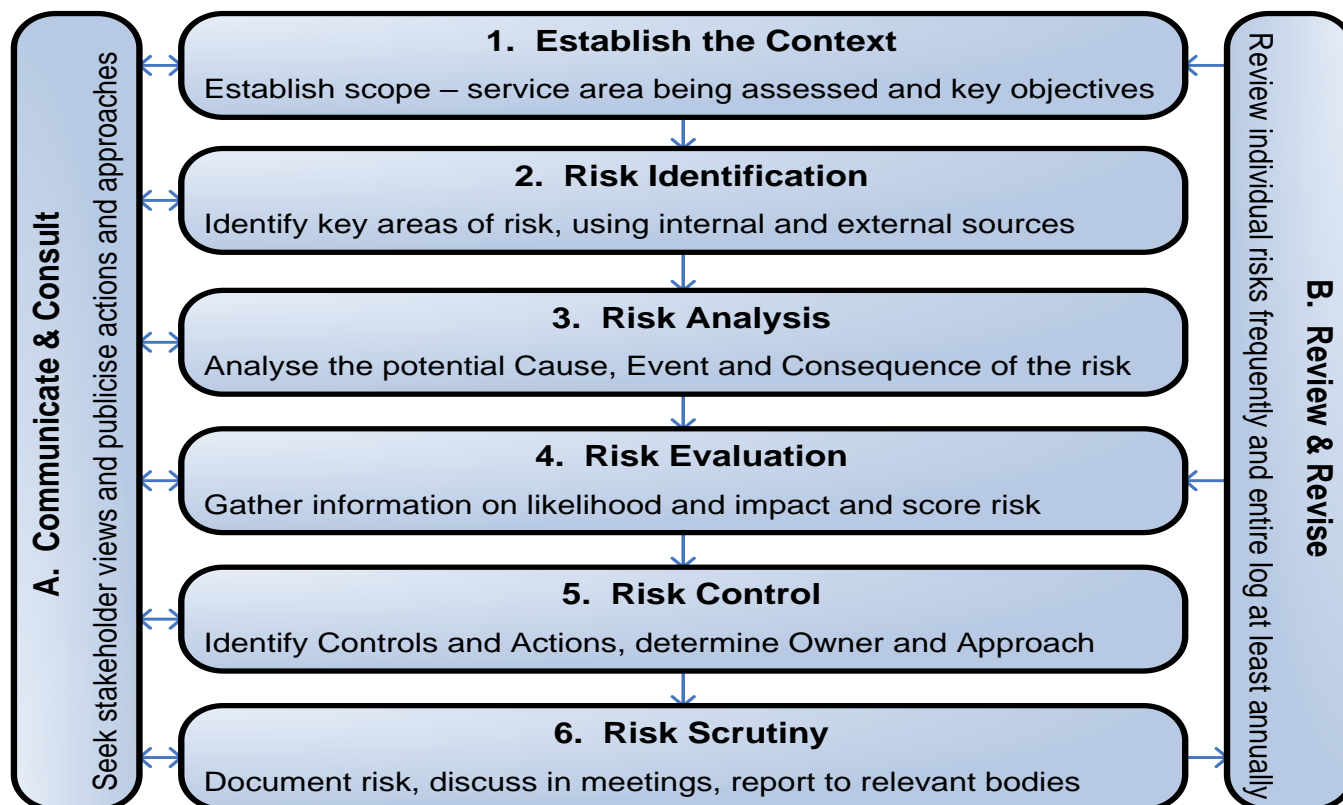 A. Communicate & Consult
Seek stakeholder views and publicise actions and approaches
1. Establish the Context
Establish scope – service area being assessed and key objectives
2. Risk Identification
Identify key areas of risk, using internal and external sources
3. Risk Analysis
Analyse the potential Cause, Event and Consequence of the risk
4. Risk Evaluation
Gather information on likelihood and impact and score risk
5. Risk Control
Identify Controls and Actions, determine Owner and Approach
6. Risk Scrutiny
Document risk, discuss in meetings, report to relevant bodies
B. Review & Revise
Review individual risks frequently and entire log at least annually